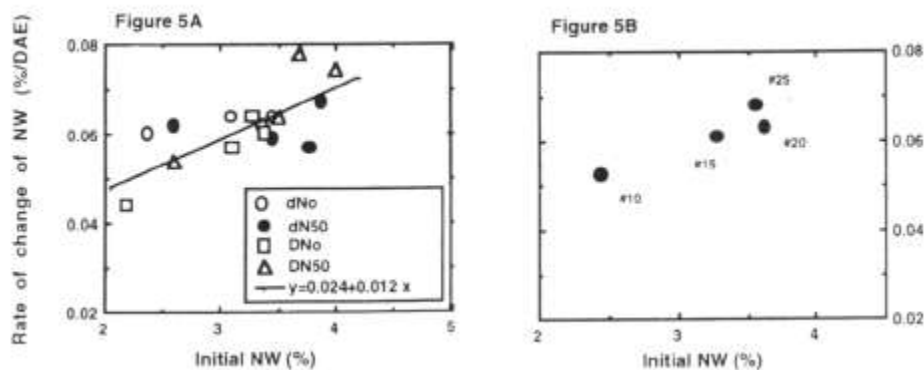 Figure 5A
Rate of change of NW (%/DAE)
0.08
0.06
0.04
0.02
dNo
dN50
DNo
DN50
y=0.024+0.012 x
2 3 4 5
Initial NW (%)
Figure 5B
#25
#20
#15
#10
0.08
0.06
0.04
0.02
2 3 4
Initial NW (%)